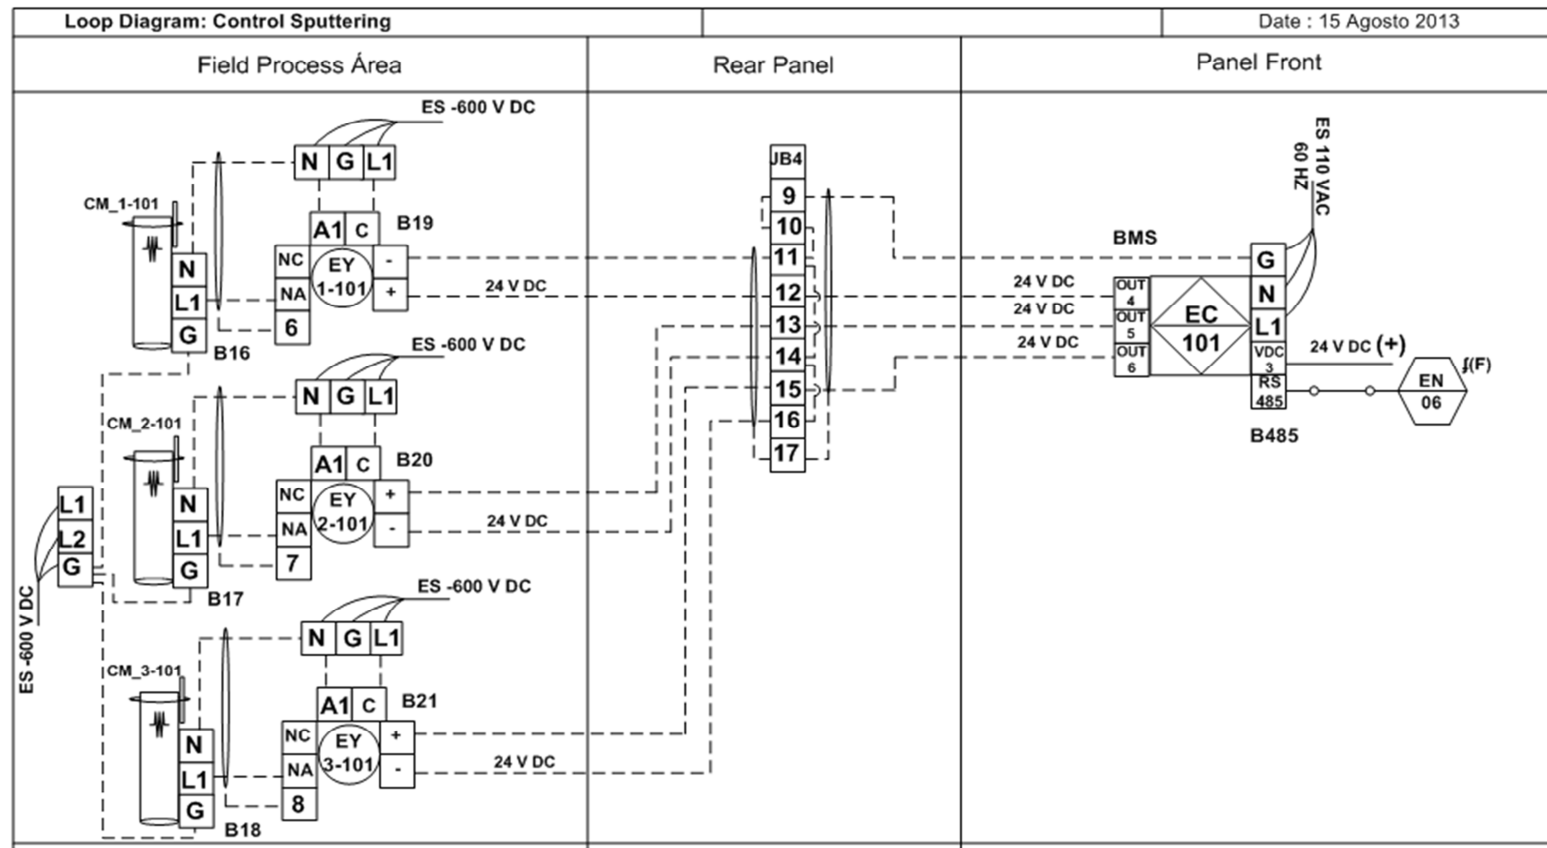 Loop Diagram: Control Sputtering
Date : 15 Agosto 2013
Field Process Área
Rear Panel
Panel Front
ES -600 V DC
N G L1
CM_1-101
A1 C
B19
N
L1
G
B16
NC
NA
6
EY
1-101
-
+
24 V DC
ES -600 V DC
N G L1
CM_2-101
A1 C
B20
N
L1
G
B17
NC
NA
7
EY
2-101
+
-
24 V DC
L1
L2
G
ES -600 V DC
ES -600 V DC
N G L1
CM_3-101
A1 C
B21
N
L1
G
B18
NC
NA
8
EY
3-101
+
-
24 V DC
JB4
9
10
11
12
13
14
15
16
17
ES 110 VAC
60 HZ
BMS
24 V DC
24 V DC
24 V DC
OUT
4
OUT
5
OUT
6
EC
101
G
N
L1
VDC
3
RS
485
B485
24 V DC (+)
EN
06
∫(F)